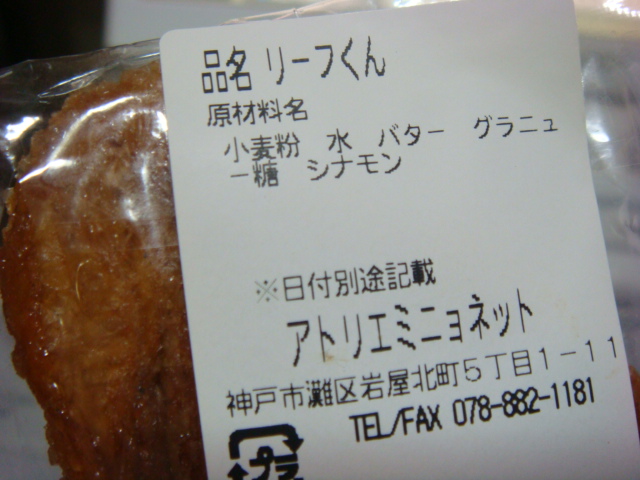 品名 リーフくん
原材料名
小麦粉 水 バター グラニュ
ー糖 シナモン
※日付別途記載
アトリエミニョネット
神戸市灘区岩屋北町5丁目1-11
TEL/FAX 078-882-1181
プラ